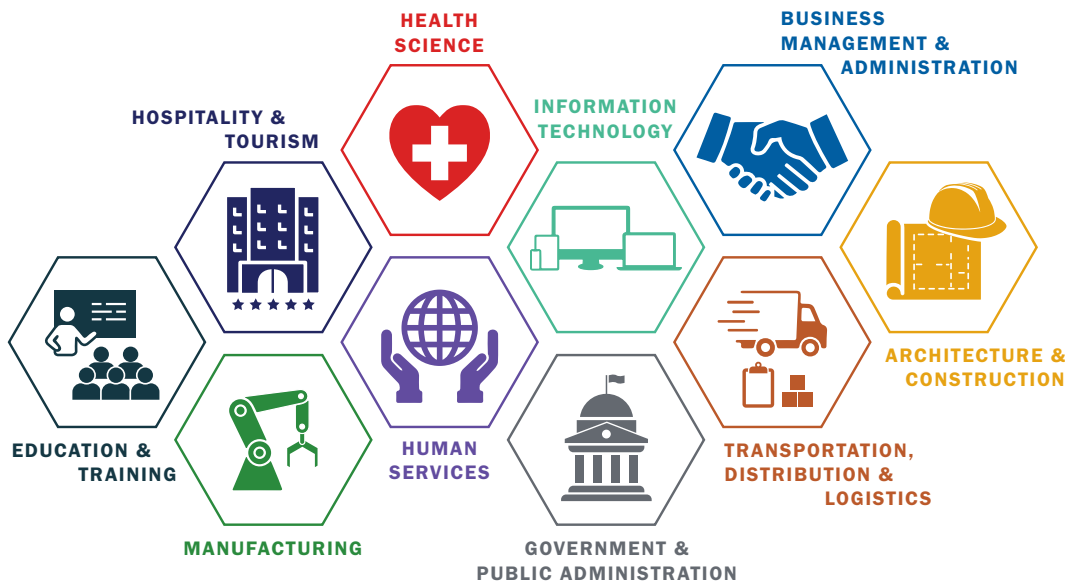 HEALTH
SCIENCE
BUSINESS
MANAGEMENT &
ADMINISTRATION
HOSPITALITY &
TOURISM
INFORMATION
TECHNOLOGY
ARCHITECTURE &
CONSTRUCTION
EDUCATION &
TRAINING
HUMAN
SERVICES
TRANSPORTATION,
DISTRIBUTION &
LOGISTICS
MANUFACTURING
GOVERNMENT &
PUBLIC ADMINISTRATION